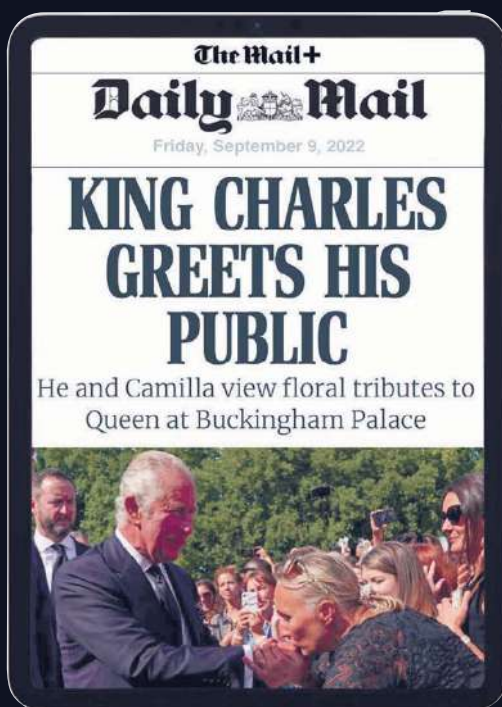 The Mail+
Daily Mail
Friday, September 9, 2022
KING CHARLES
GREETS HIS
PUBLIC
He and Camilla view floral tributes to
Queen at Buckingham Palace